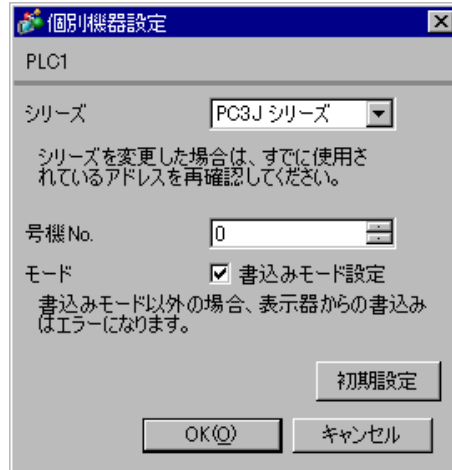 個別機器設定
PLC1
シリーズ PC3J シリーズ
シリーズを変更した場合は、すでに使用さ
れているアドレスを再確認してください。
号機No. 0
モード 書込みモード設定
書込みモード以外の場合、表示器からの書込み
はエラーになります。
初期設定
OK(O) キャンセル